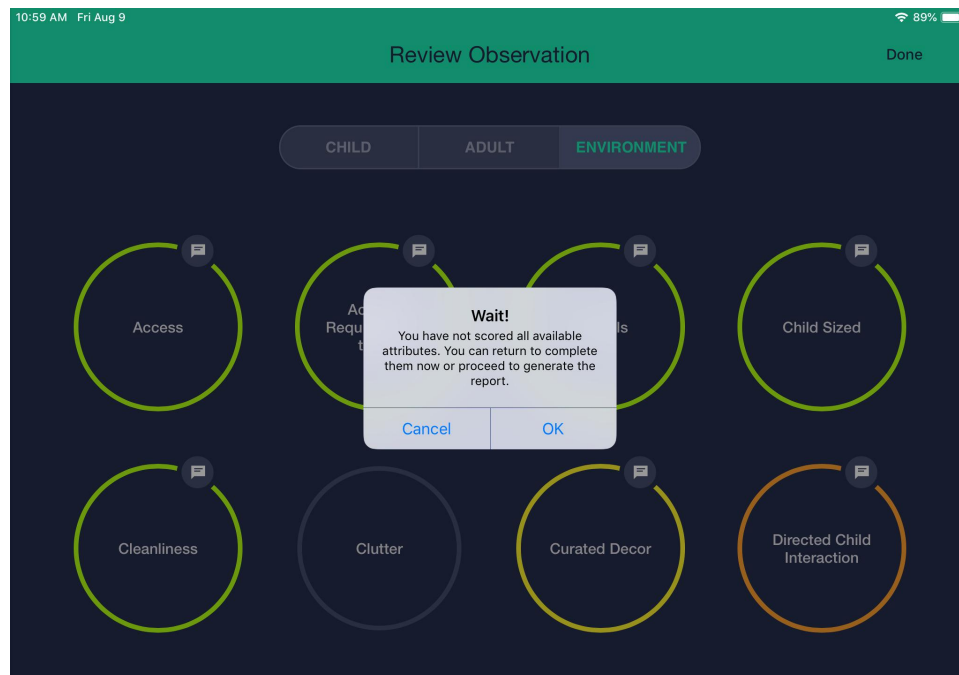 10:59 AM Fri Aug 9
89%
Review Observation
Done
CHILD
ADULT
ENVIRONMENT
Access
Child Sized
Wait!
You have not scored all available
attributes. You can return to complete
them now or proceed to generate the
report.
Cancel
OK
Cleanliness
Clutter
Curated Decor
Directed Child
Interaction